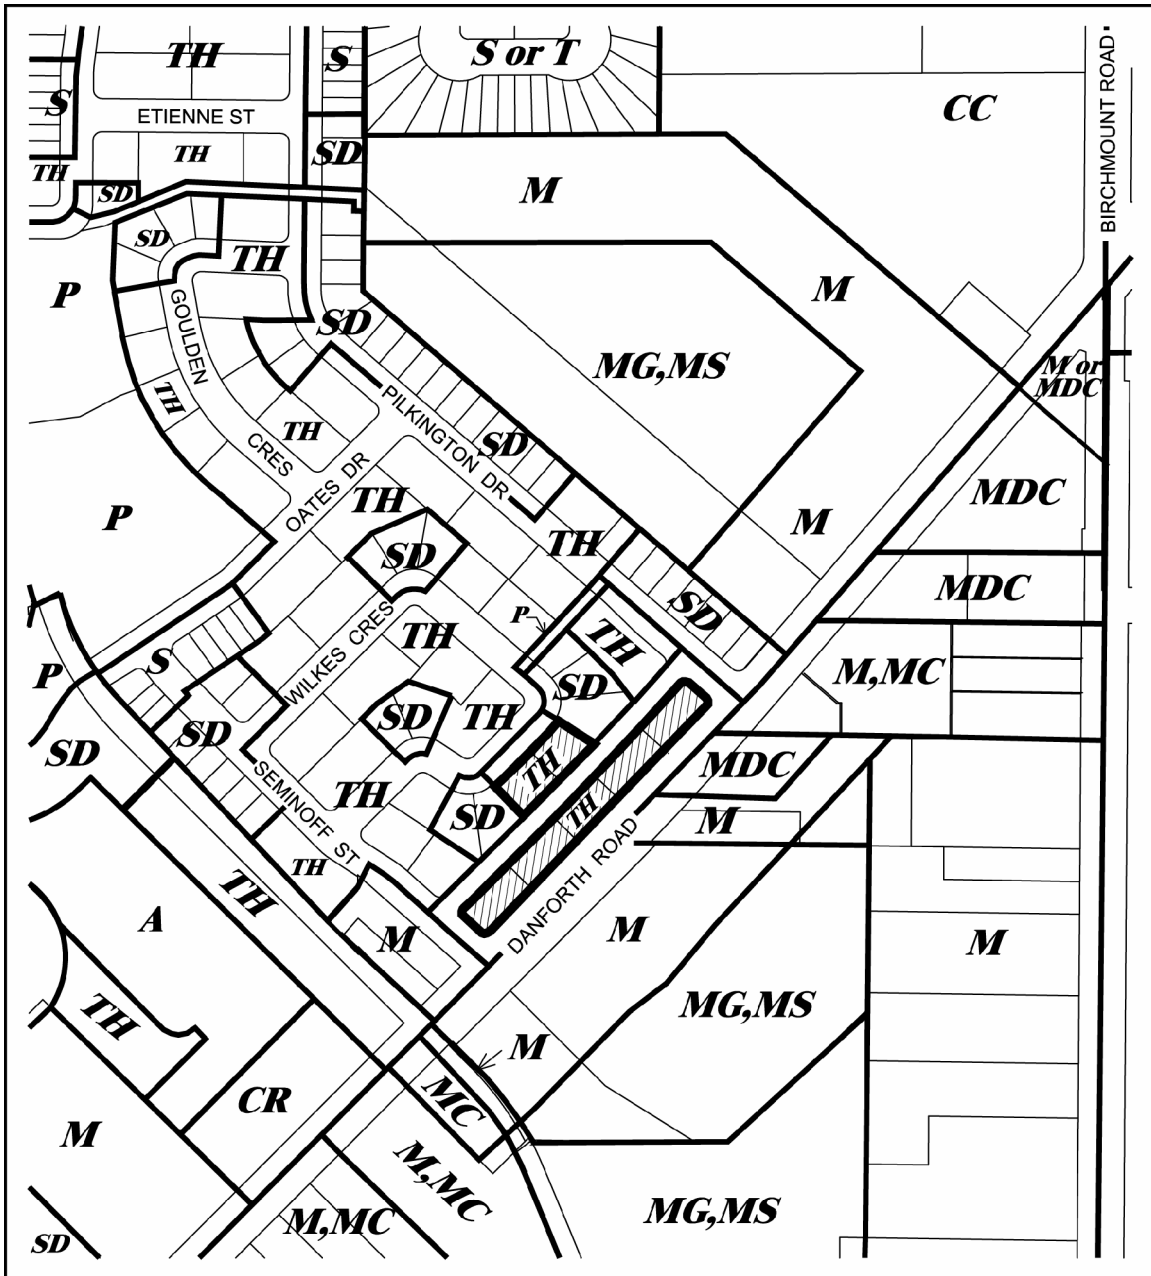 TH
S
S or T
BIRCHMOUNT ROAD
CC
S
ETIENNE ST
TH
SD
TH
SD
M
SD
TH
P
M
GOULDEN
CRES
SD
MG,MS
M or
MDC
TH
PILKINGTON DR
TH
SD
OATES DR
TH
MDC
P
M
TH
SD
MDC
WILKES CRES
TH
P
SD
TH
S
M,MC
P
SD
SD
TH
SD
SD
MDC
TH
TH
SEMINOFF ST
TH
SD
M
DANFORTH ROAD
TH
TH
A
M
M
M
TH
MG,MS
M
CR
MC
M
M,MC
M,MC
MG,MS
SD